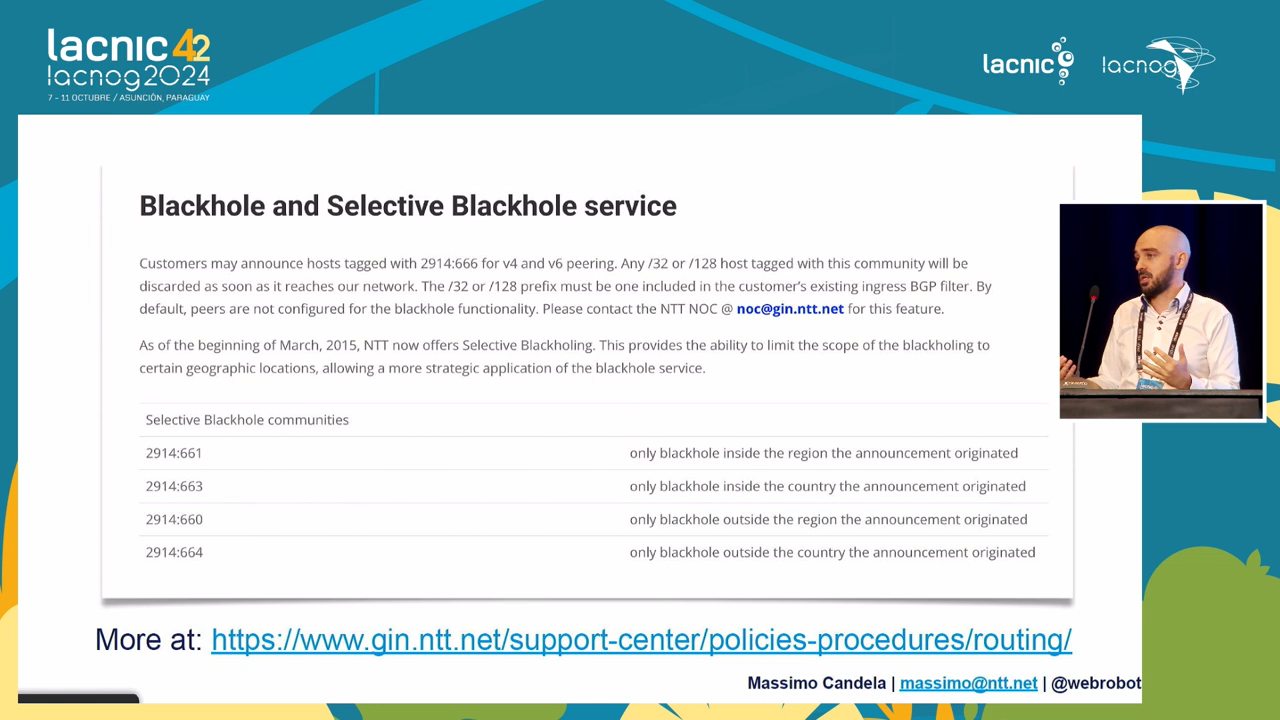 lacnic 42
lacnog 2024
7 - 11 OCTUBRE / ASUNCIÓN, PARAGUAY
lacnic
lacnog
Blackhole and Selective Blackhole service
Customers may announce hosts tagged with 2914:666 for v4 and v6 peering. Any /32 or /128 host tagged with this community will be
discarded as soon as it reaches our network. The /32 or /128 prefix must be one included in the customer's existing ingress BGP filter. By
default, peers are not configured for the blackhole functionality. Please contact the NTT NOC @ noc@gin.ntt.net for this feature.
As of the beginning of March, 2015, NTT now offers Selective Blackholing. This provides the ability to limit the scope of the blackholing to
certain geographic locations, allowing a more strategic application of the blackhole service.
Selective Blackhole communities
2914:661 only blackhole inside the region the announcement originated
2914:663 only blackhole inside the country the announcement originated
2914:660 only blackhole outside the region the announcement originated
2914:664 only blackhole outside the country the announcement originated
More at: https://www.gin.ntt.net/support-center/policies-procedures/routing/
Massimo Candela | massimo@ntt.net | @webrobot